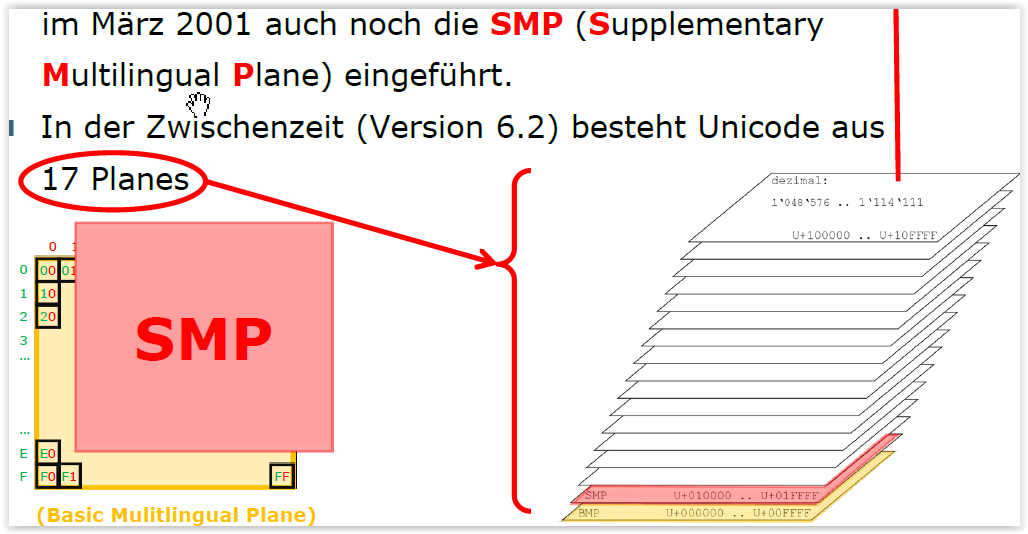 im März 2001 auch noch die SMP (Supplementary
Multilingual Plane) eingeführt.
In der Zwischenzeit (Version 6.2) besteht Unicode aus
17 Planes
dezimal:
1'048'576 .. 1'114'111
U+100000 .. U+10FFFF
0 1
0 00 01
1 10
2 20
3
...
SMP
...
E E0
F F0 F1 FF
(Basic Mulitlingual Plane)
SMP U+010000 .. U+01FFFF
BMP U+000000 .. U+00FFFF